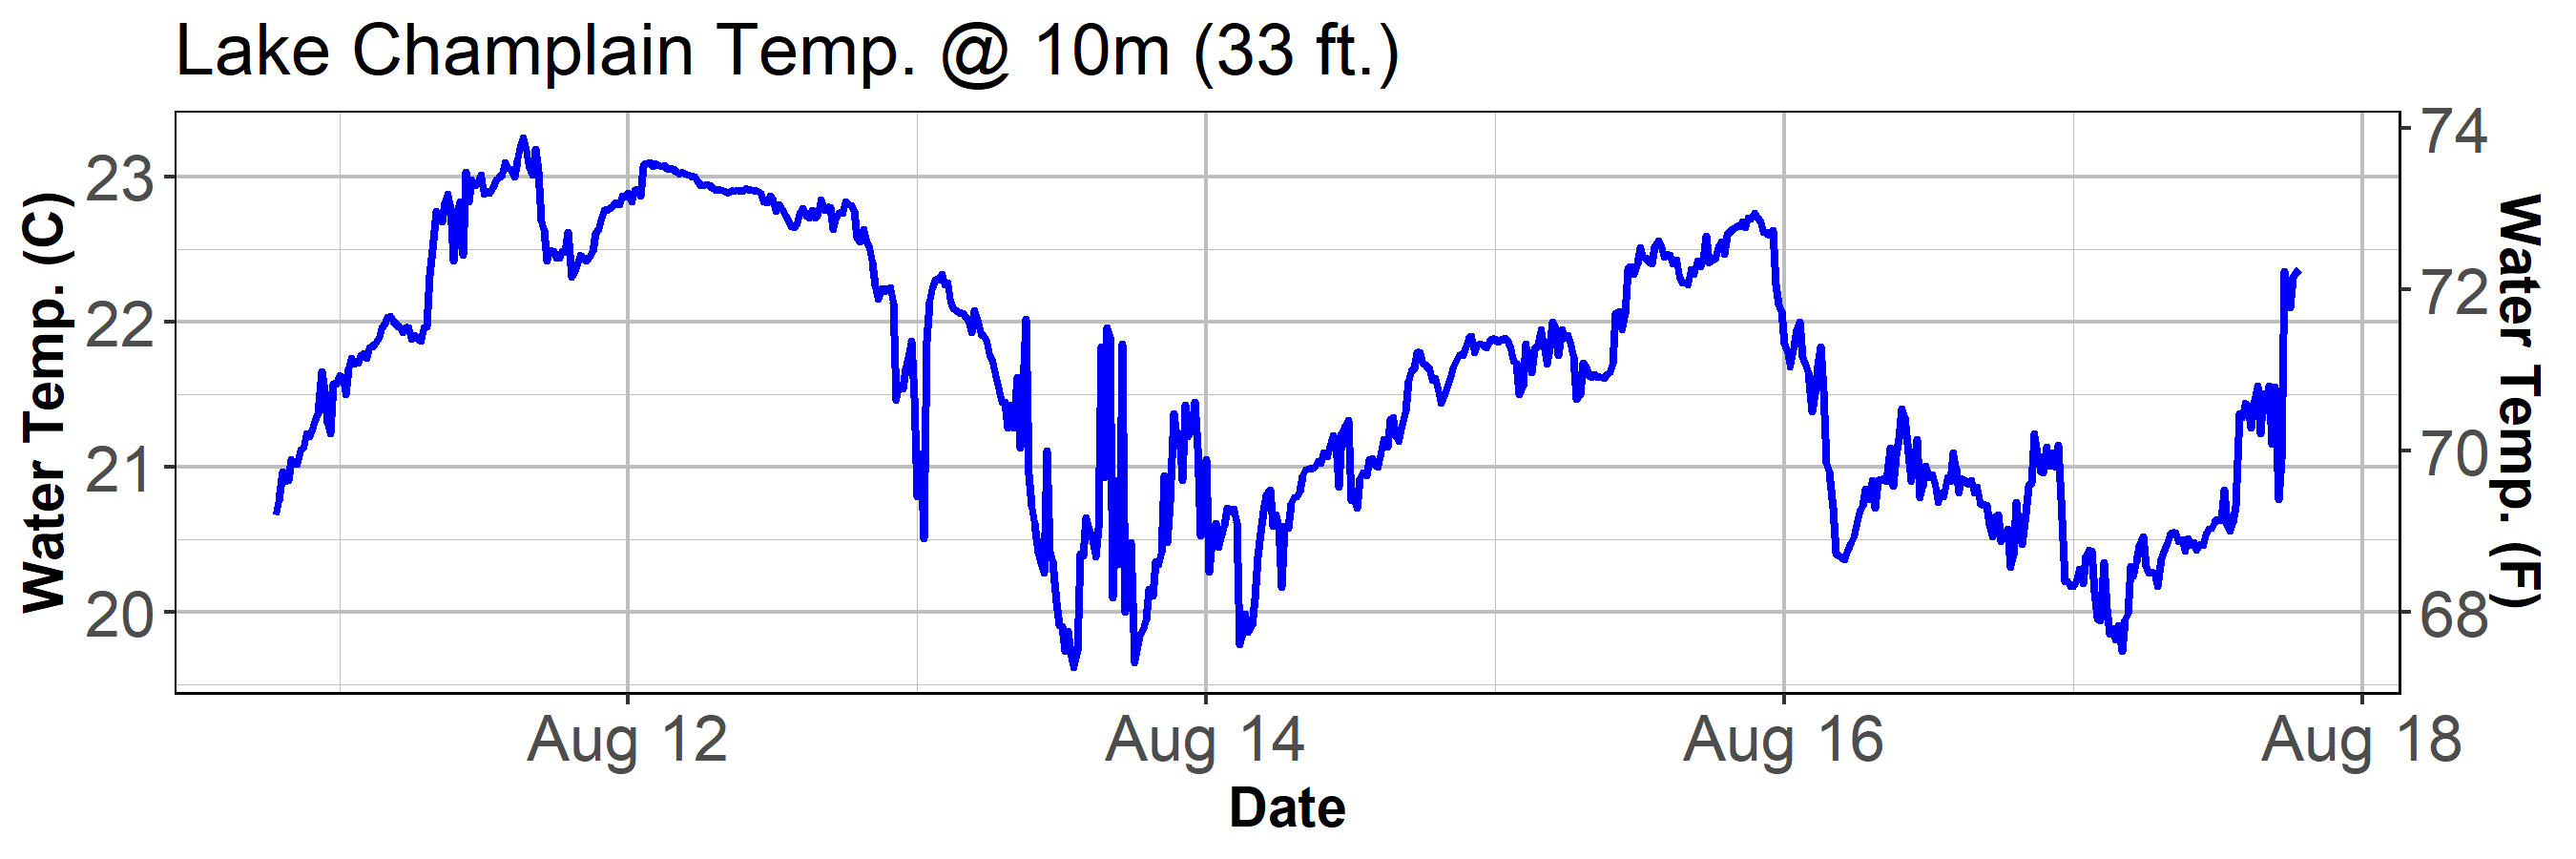 Lake Champlain Temp. @ 10m (33 ft.)
Water Temp. (C)
23
22
21
20
74
72
70
68
Water Temp. (F)
Aug 12
Aug 14
Aug 16
Aug 18
Date